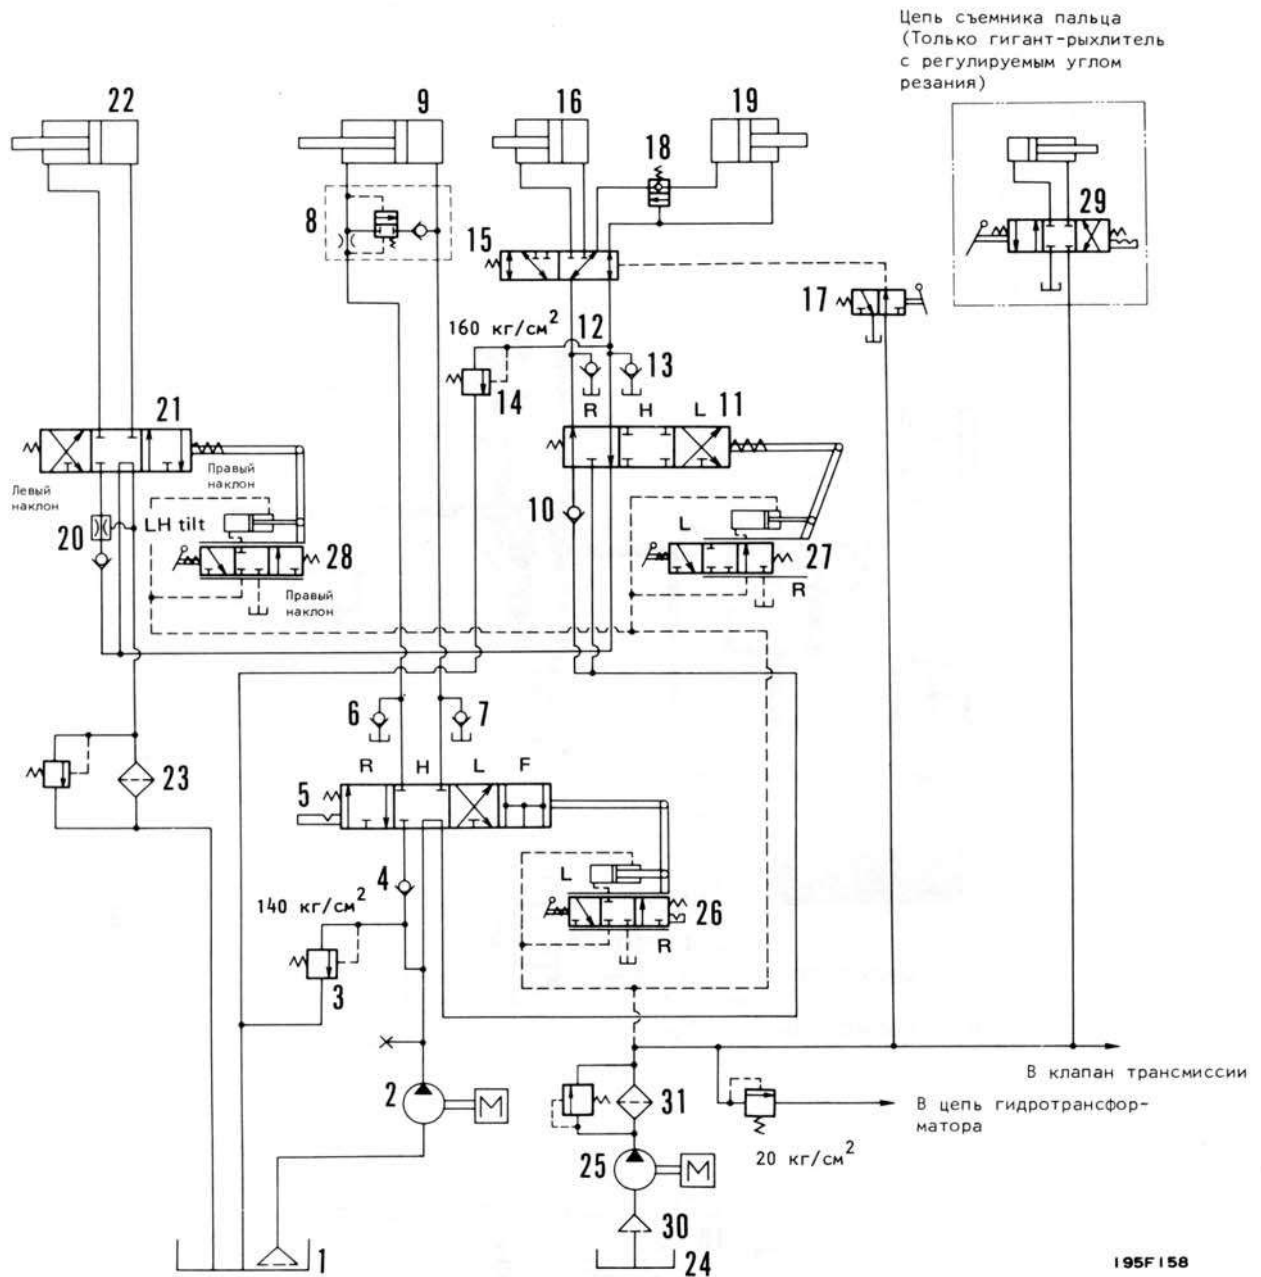 Цепь съемника пальца
(Только гигант-рыхлитель
с регулируемым углом
резания)
22
9
16
19
18
8
15
29
17
160 кг/см²
12
13
14
R
H
L
11
21
Правый
наклон
Левый
наклон
10
20
LH tilt
L
28
27
Правый
наклон
R
6
7
R
H
L
F
23
5
4
L
140 кг/см²
26
R
3
В клапан трансмиссии
2
M
31
В цепь гидротрансфор-
матора
20 кг/см²
25
M
30
1
24
195F158